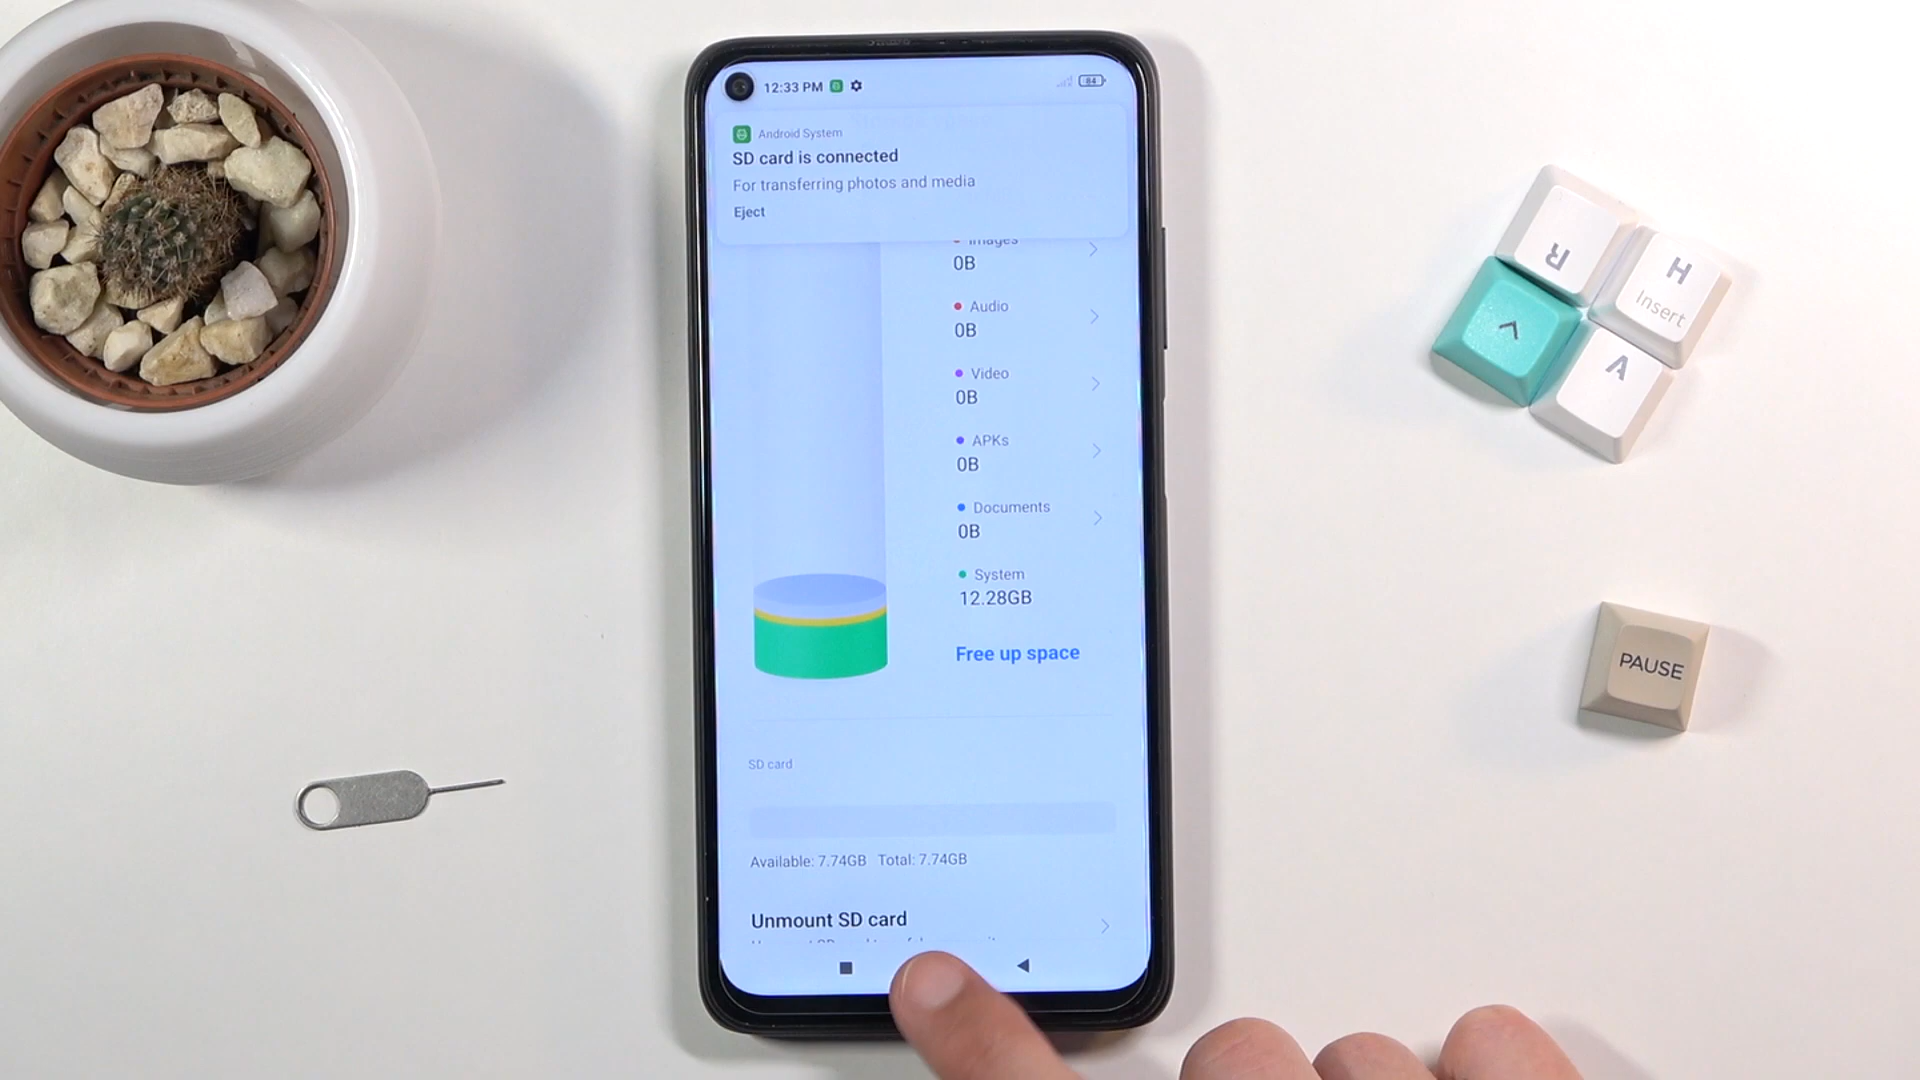 12:33 PM
84
Android System
SD card is connected
For transferring photos and media
Eject
Images
0B
Audio
0B
Video
0B
APKs
0B
Documents
0B
System
12.28GB
Free up space
SD card
Available: 7.74GB Total: 7.74GB
Unmount SD card
R
H
Insert
^
A
PAUSE